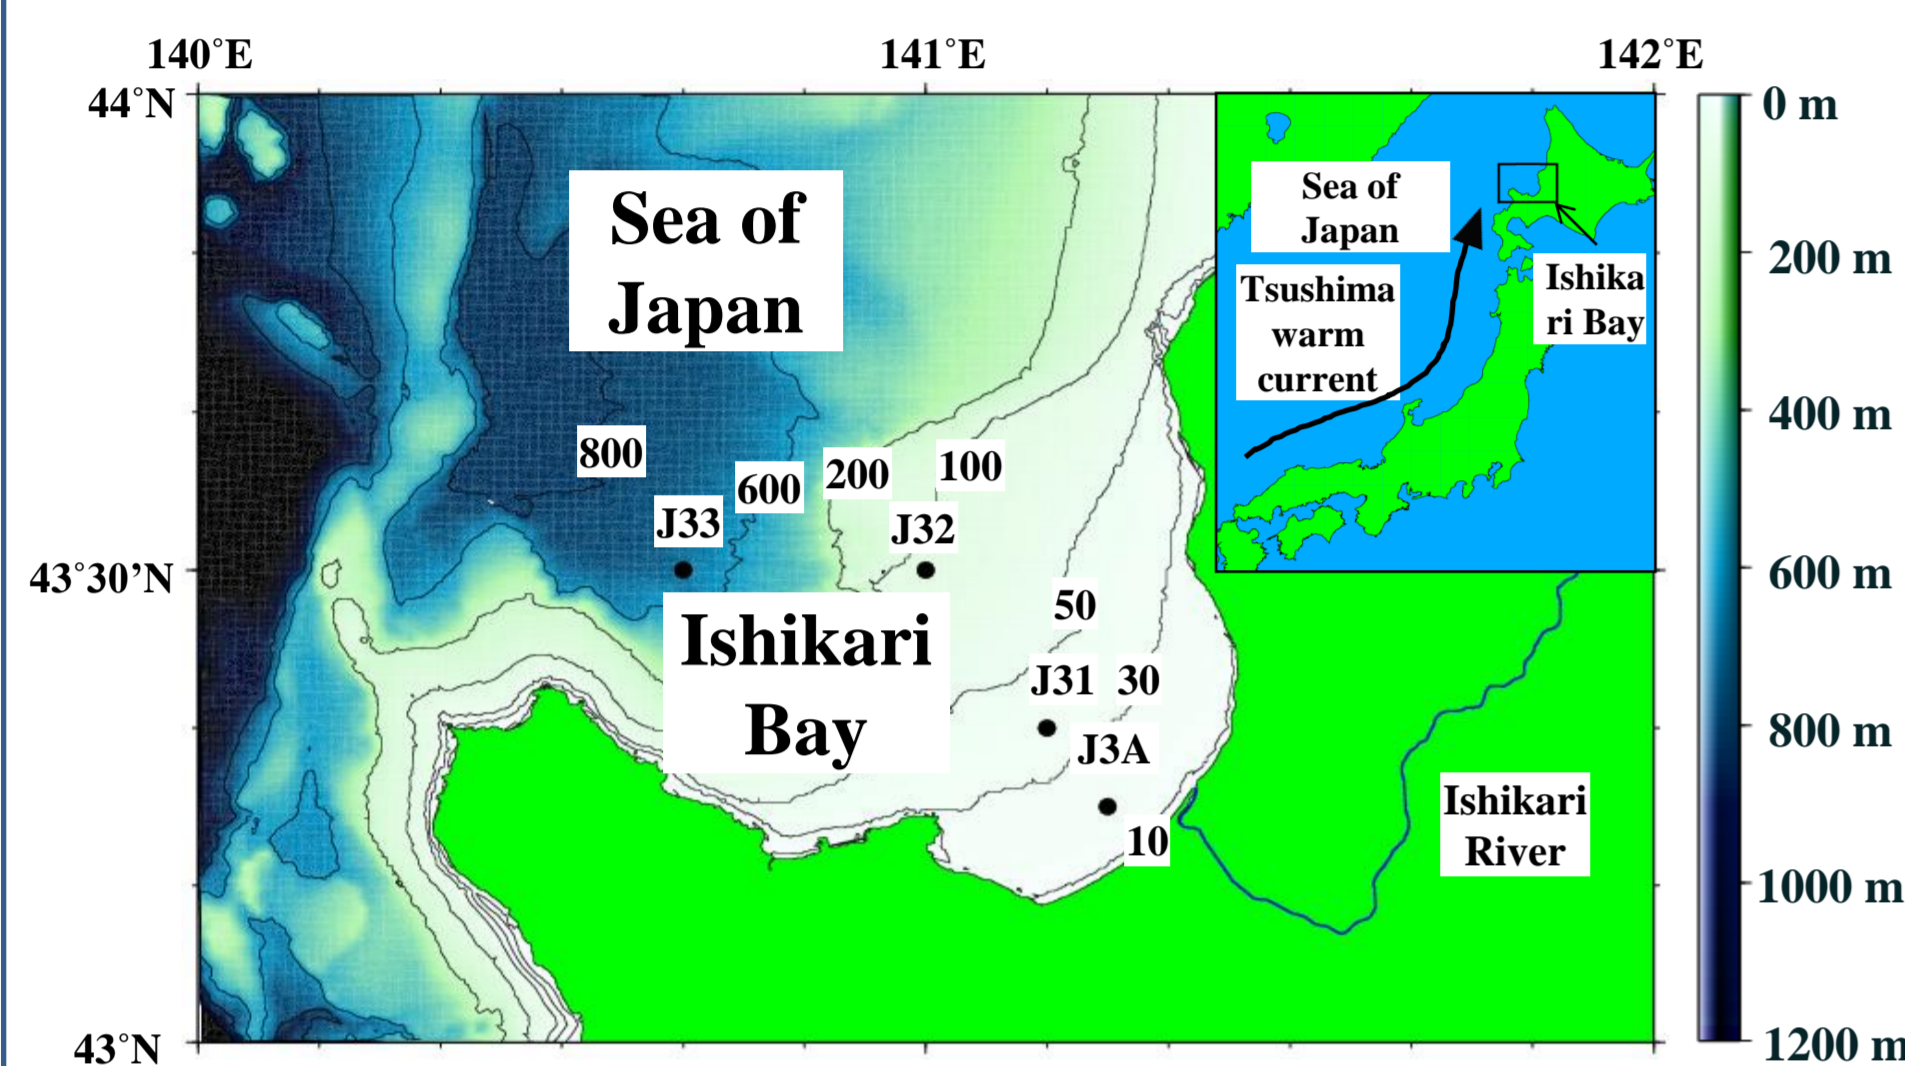 140°E
141°E
142°E
44°N
43°30’N
43°N
Sea of
Japan
800
600
200
100
J33
J32
Ishikari
Bay
50
J31
30
J3A
10
Ishikari
River
Sea of
Japan
Tsushima
warm
current
Ishika
ri Bay
0 m
200 m
400 m
600 m
800 m
1000 m
1200 m